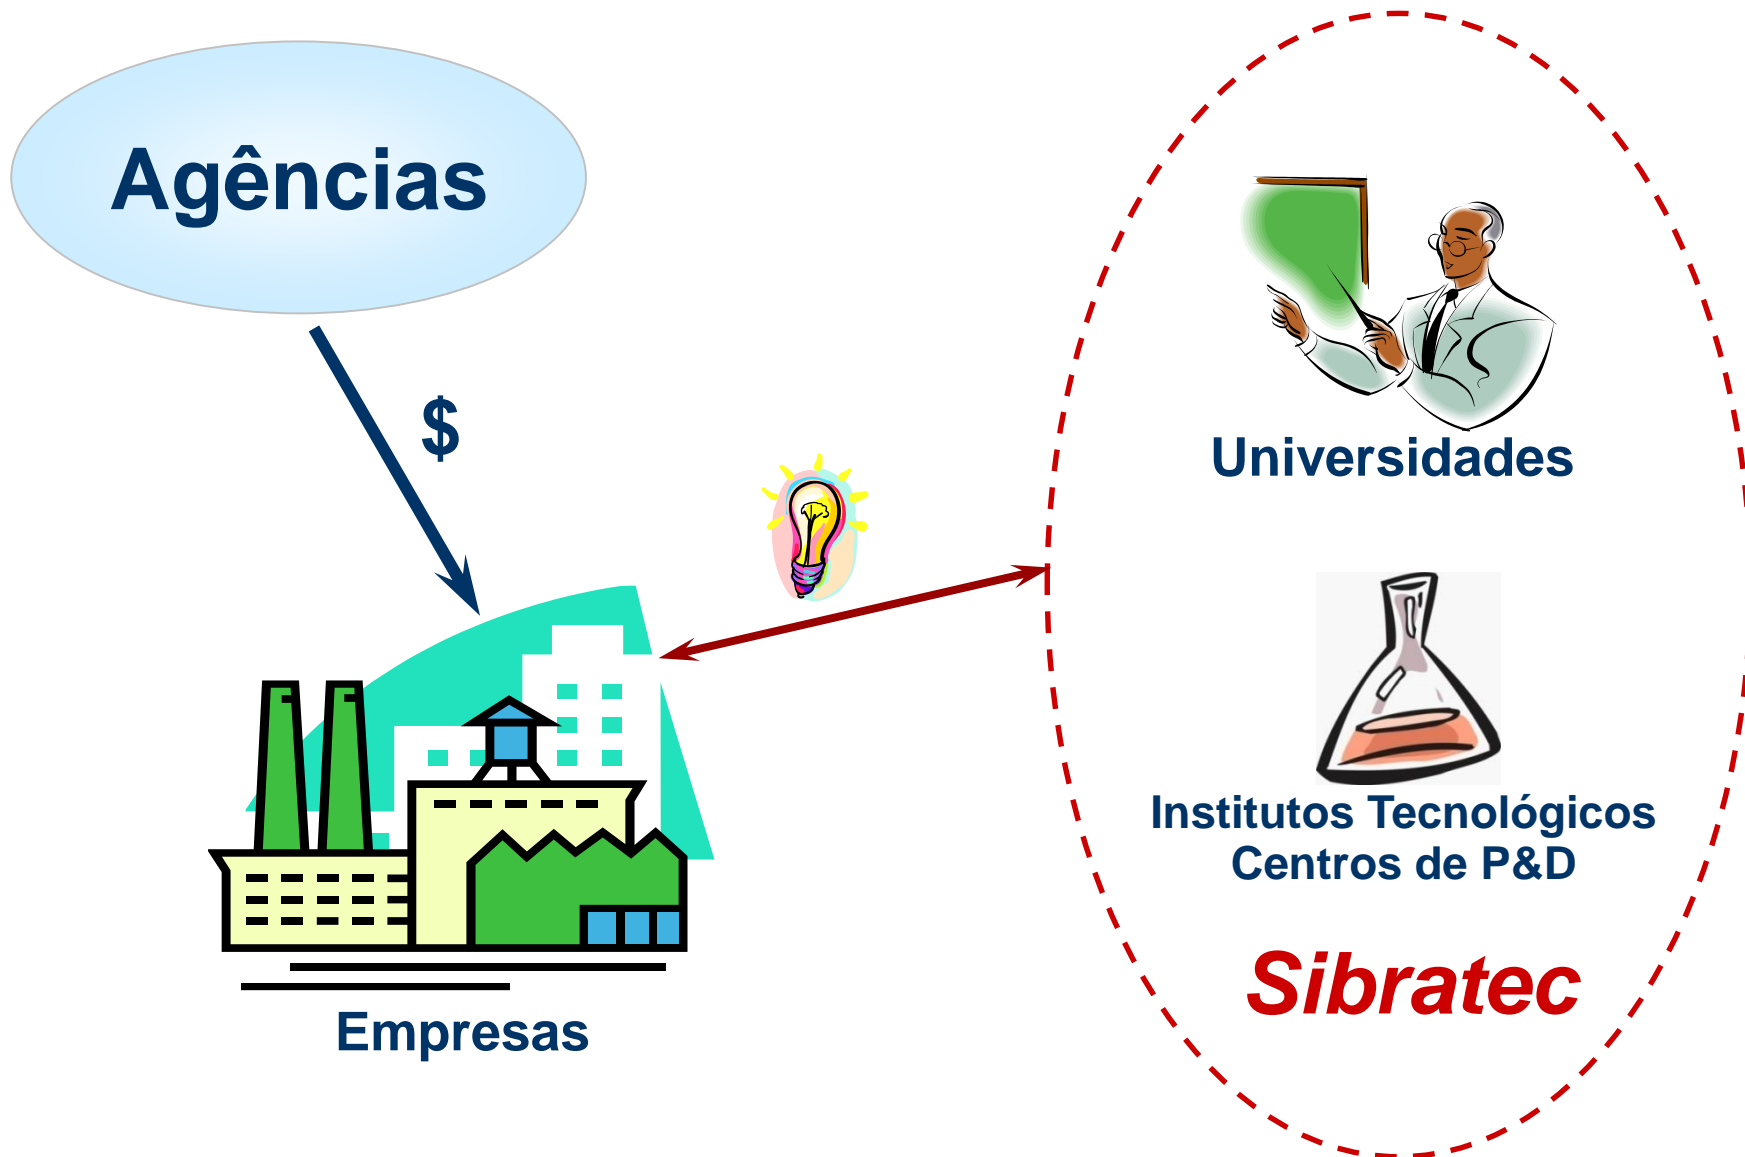 Agências
$
Universidades
Institutos Tecnológicos
Centros de P&D
Sibratec
Empresas